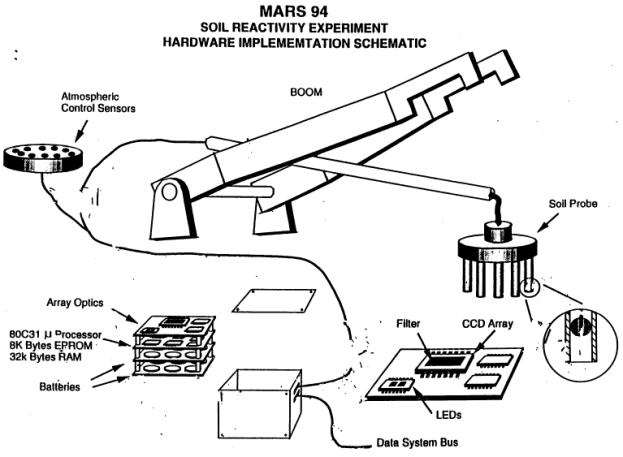 MARS 94
SOIL REACTIVITY EXPERIMENT
HARDWARE IMPLEMEMTATION SCHEMATIC
Atmospheric
Control Sensors
BOOM
Soil Probe
Array Optics
80C31 µ Processor
8K Bytes EPROM
32k Bytes RAM
Batteries
Filter
CCD Array
LEDs
Data System Bus